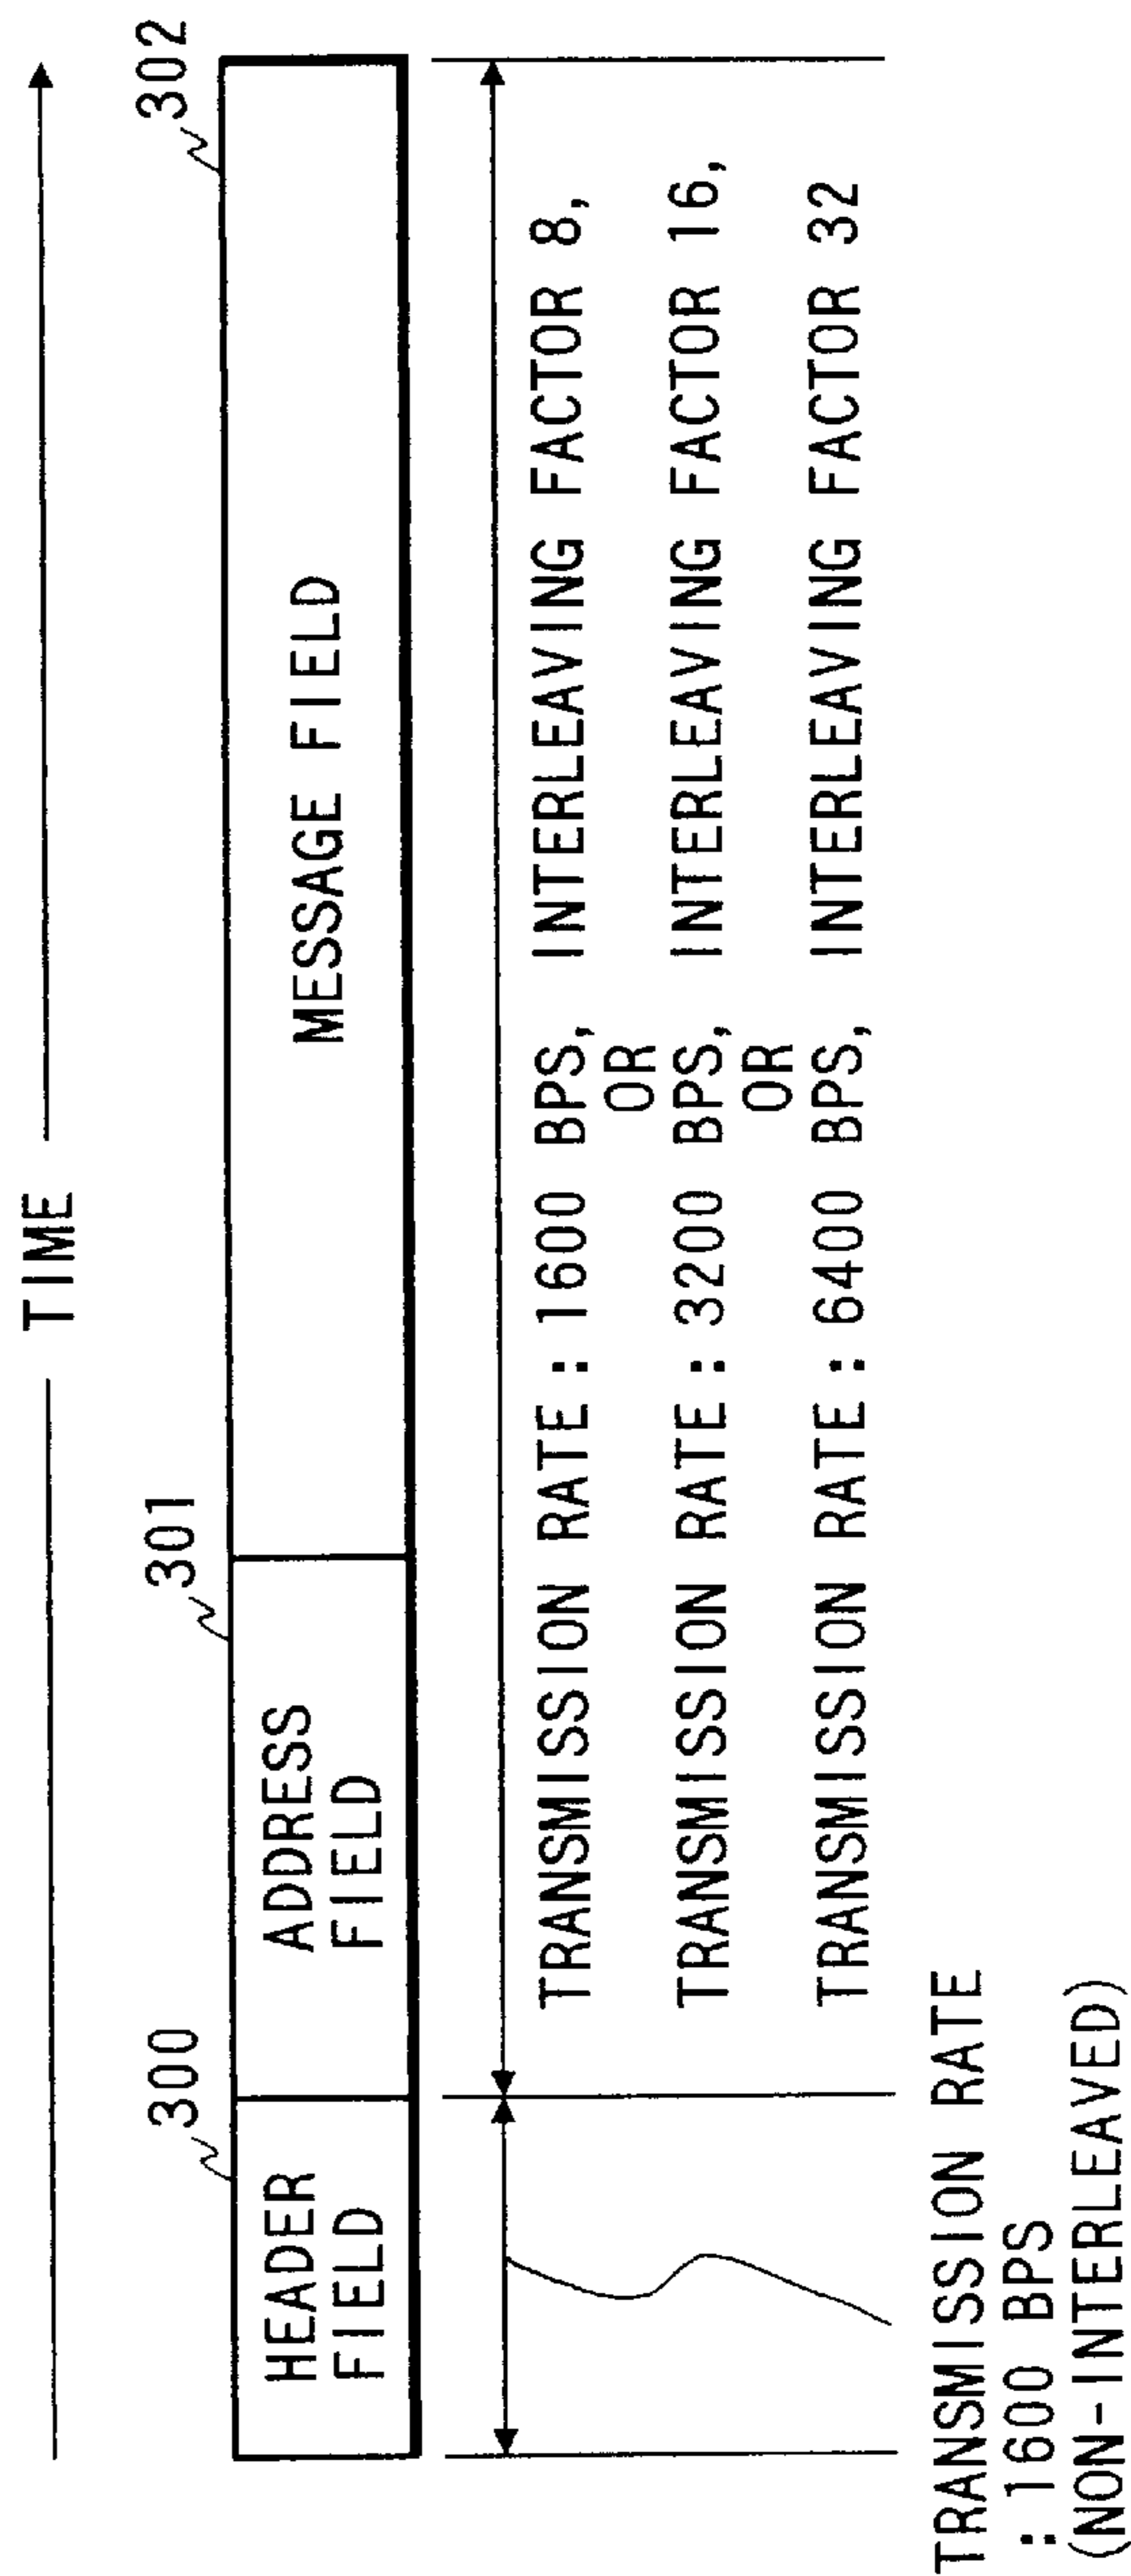 TIME
300
301
302
HEADER
FIELD
ADDRESS
FIELD
MESSAGE FIELD
TRANSMISSION RATE : 1600 BPS, INTERLEAVING FACTOR 8,
OR
TRANSMISSION RATE : 3200 BPS, INTERLEAVING FACTOR 16,
OR
TRANSMISSION RATE : 6400 BPS, INTERLEAVING FACTOR 32
TRANSMISSION RATE
: 1600 BPS
(NON-INTERLEAVED)